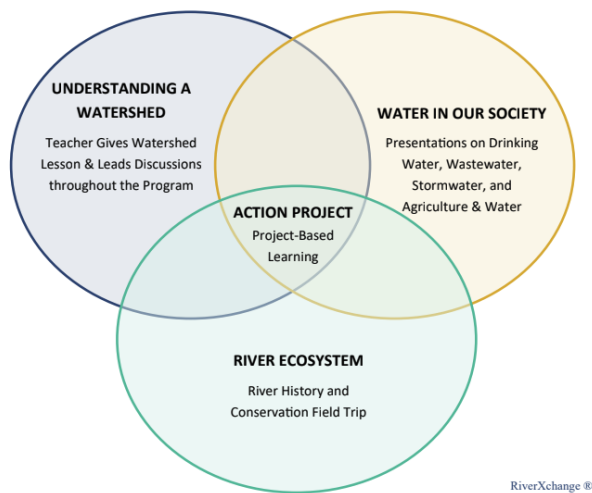 UNDERSTANDING A
WATERSHED
Teacher Gives Watershed
Lesson & Leads Discussions
throughout the Program
WATER IN OUR SOCIETY
Presentations on Drinking
Water, Wastewater,
Stormwater, and
Agriculture & Water
ACTION PROJECT
Project-Based
Learning
RIVER ECOSYSTEM
River History and
Conservation Field Trip
RiverXchange ®